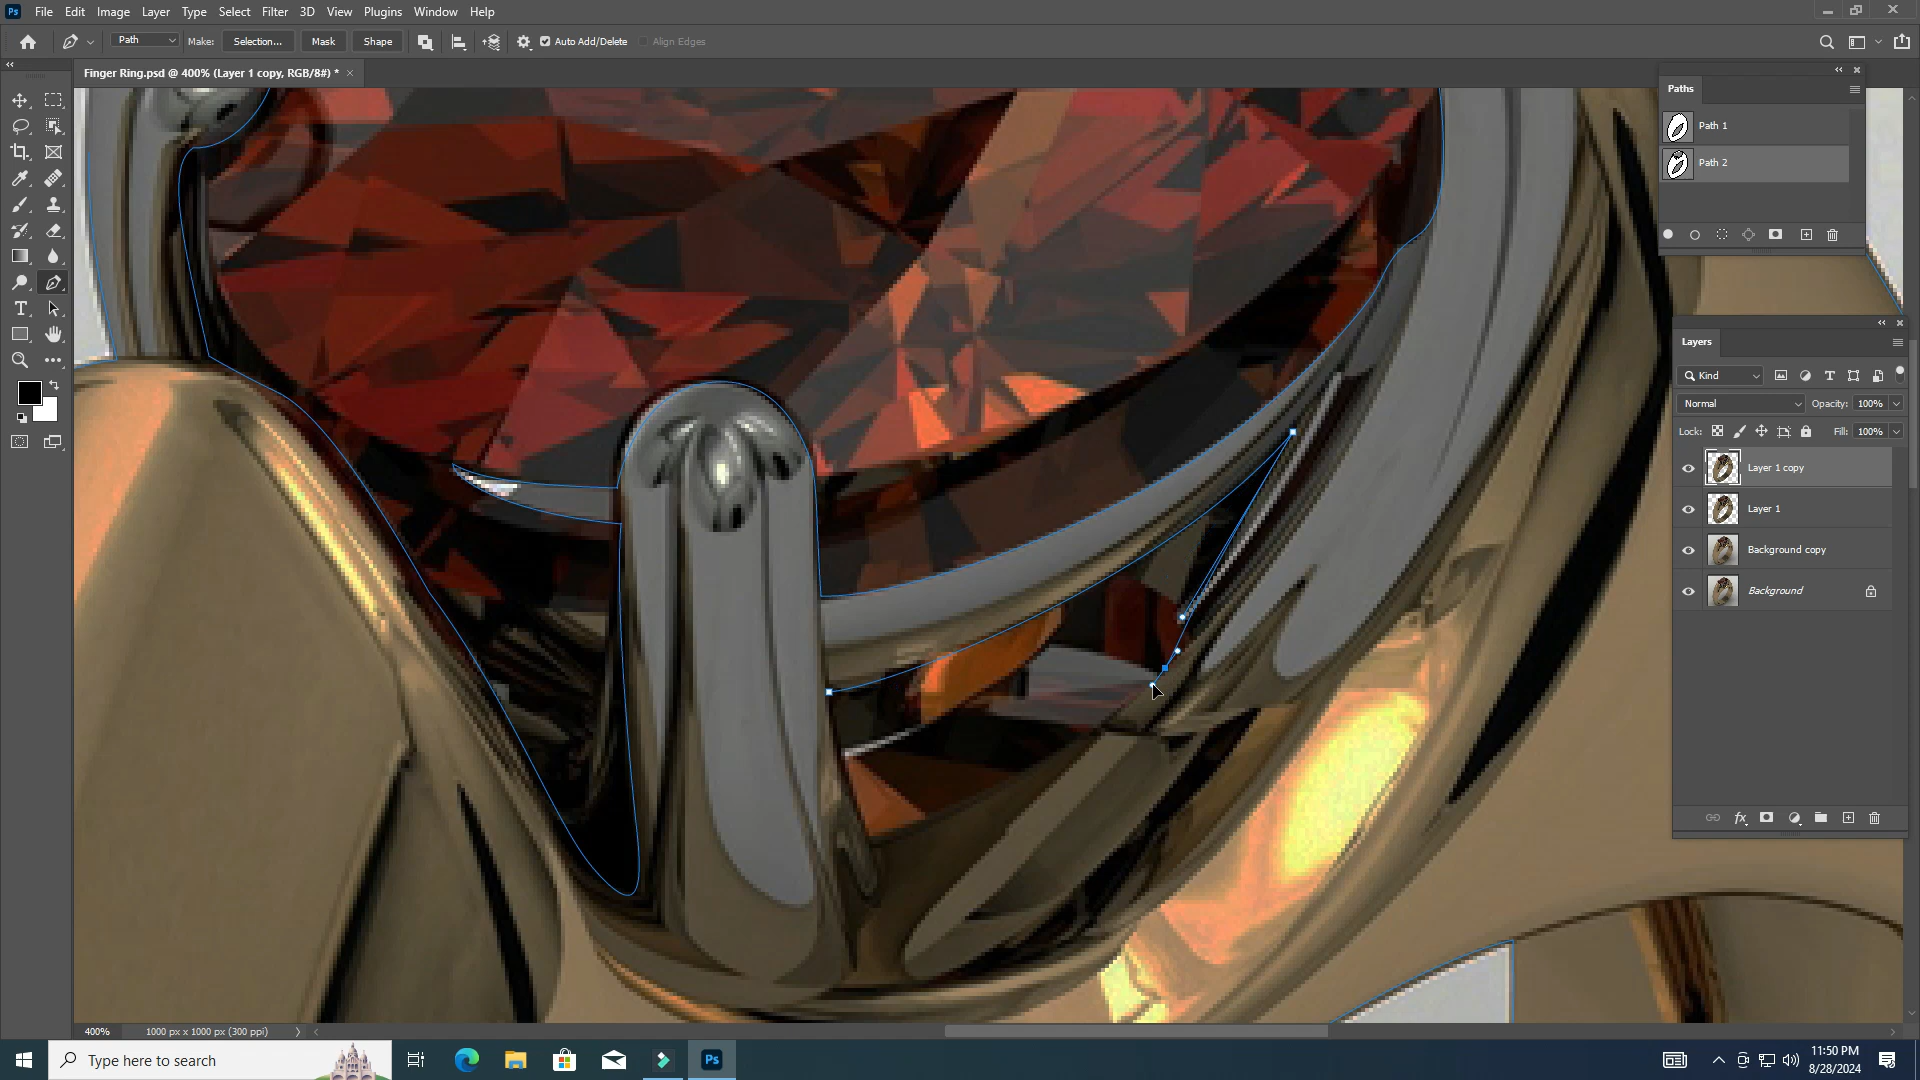 Ps File Edit Image Layer Type Select Filter 3D View Plugins Window Help
Path Make: Selection... Mask Shape Auto Add/Delete Align Edges
Finger Ring.psd @ 400% (Layer 1 copy, RGB/8#) *
Paths
Path 1
Path 2
Layers
Kind
Normal Opacity: 100%
Lock: Fill: 100%
Layer 1 copy
Layer 1
Background copy
Background
fx
T
400% 1000 px x 1000 px (300 ppi)
Type here to search
Ps
11:50 PM
8/28/2024